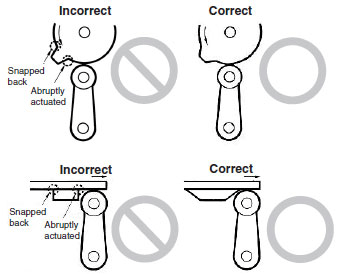 Incorrect
Correct
Snapped
back
Abruptly
actuated
Incorrect
Correct
Snapped
back
Abruptly
actuated